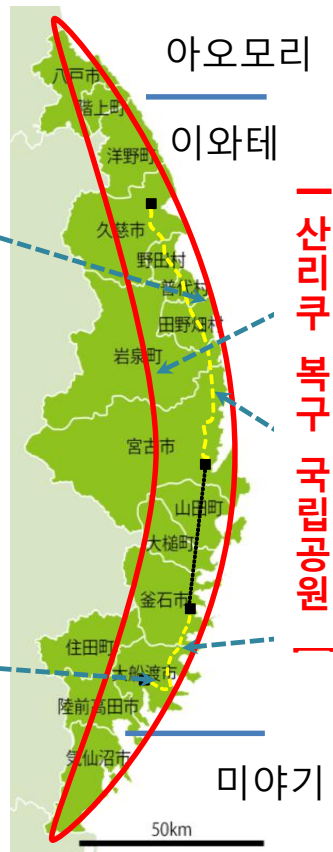 아오모리
八戸市
階上町
이와테
洋野町
久慈市
野田村
普代村
田野畑村
岩泉町
宮古市
山田町
大槌町
釜石市
住田町
大船渡市
陸前高田市
気仙沼市
산리쿠 복구 국립공원
미야기
50km